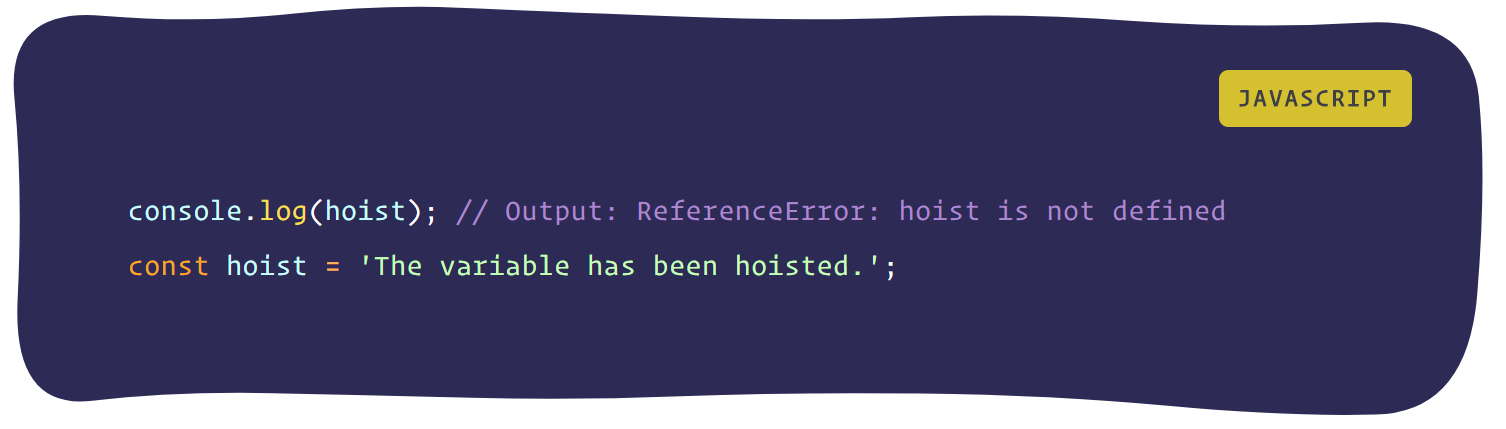 JAVASCRIPT
console.log(hoist); // Output: ReferenceError: hoist is not defined
const hoist = 'The variable has been hoisted.';